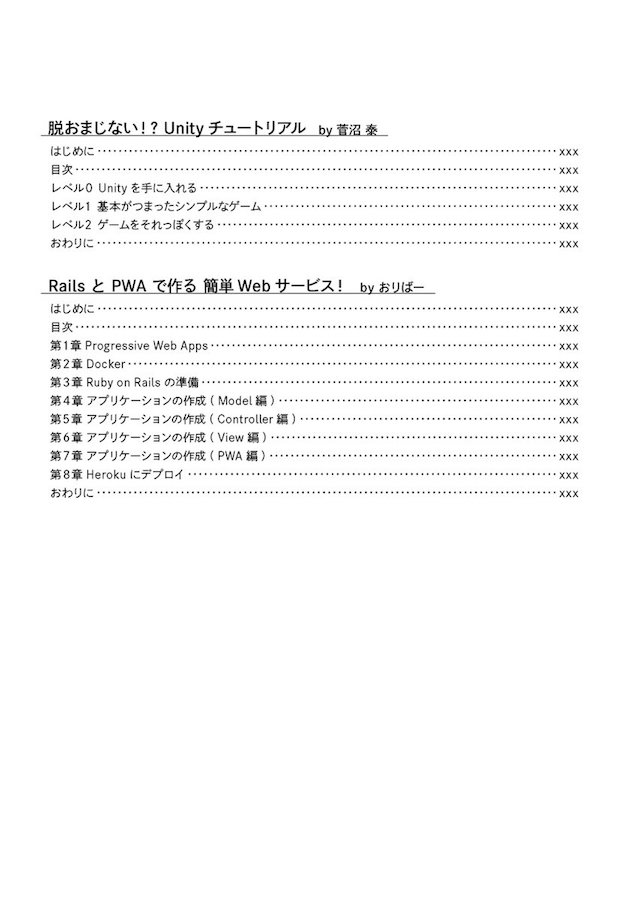 脱おまじない！？ Unity チュートリアル by 菅沼 秦
はじめに ････････････････････････････････････････ xxx
目次 ････････････････････････････････････････ xxx
レベル0 Unity を手に入れる ････････････････････････････････････････ xxx
レベル1 基本がつまったシンプルなゲーム ････････････････････････････････････････ xxx
レベル2 ゲームをそれっぽくする ････････････････････････････････････････ xxx
おわりに ････････････････････････････････････････ xxx
Rails と PWA で作る 簡単 Web サービス！ by おりばー
はじめに ････････････････････････････････････････ xxx
目次 ････････････････････････････････････････ xxx
第1章 Progressive Web Apps ････････････････････････････････････････ xxx
第2章 Docker ････････････････････････････････････････ xxx
第3章 Ruby on Rails の準備 ････････････････････････････････････････ xxx
第4章 アプリケーションの作成 ( Model 編 ) ････････････････････････････････････････ xxx
第5章 アプリケーションの作成 ( Controller 編 ) ････････････････････････････････････････ xxx
第6章 アプリケーションの作成 ( View 編 ) ････････････････････････････････････････ xxx
第7章 アプリケーションの作成 ( PWA 編 ) ････････････････････････････････････････ xxx
第8章 Heroku にデプロイ ････････････････････････････････････････ xxx
おわりに ････････････････････････････････････････ xxx